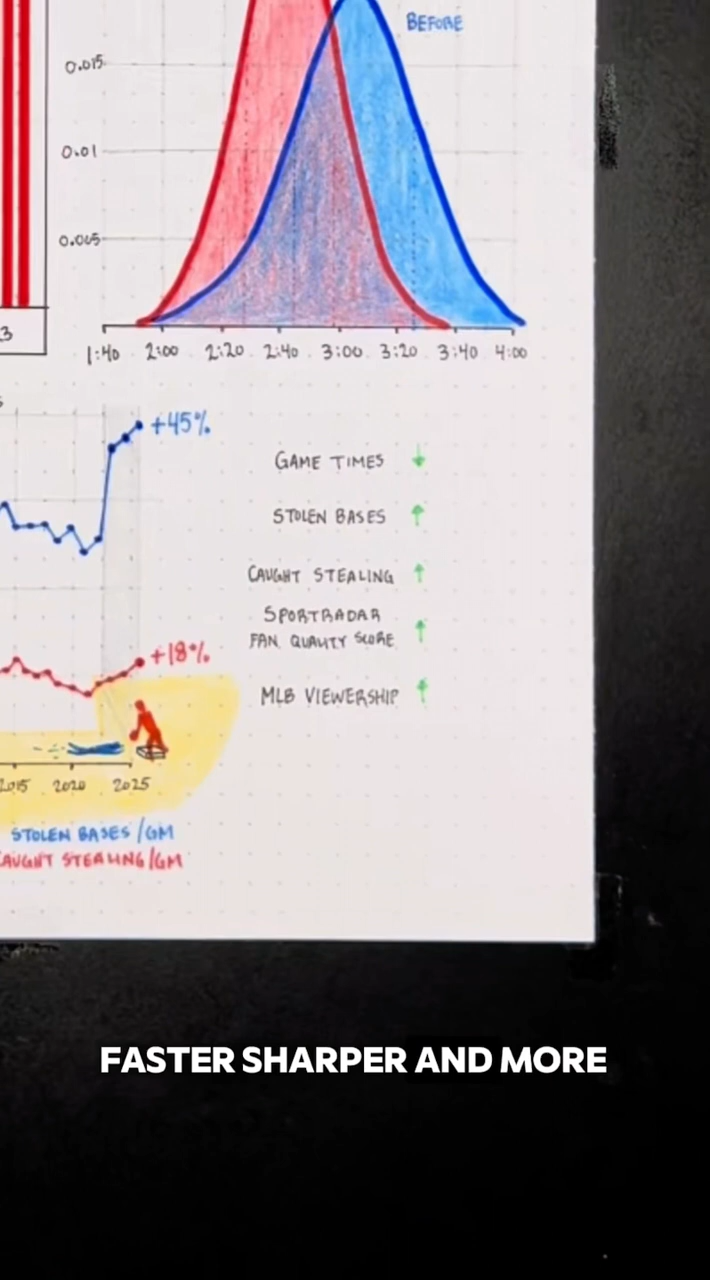 BEFORE
0.015
0.01
0.005
3
1:40 2:00 2:20 2:40 3:00 3:20 3:40 4:00
+45%
GAME TIMES ↓
STOLEN BASES ↑
CAUGHT STEALING ↑
SPORTRADAR
FAN QUALITY SCORE ↑
+18%
MLB VIEWERSHIP ↑
2015 2020 2025
STOLEN BASES/GM
CAUGHT STEALING/GM
FASTER SHARPER AND MORE